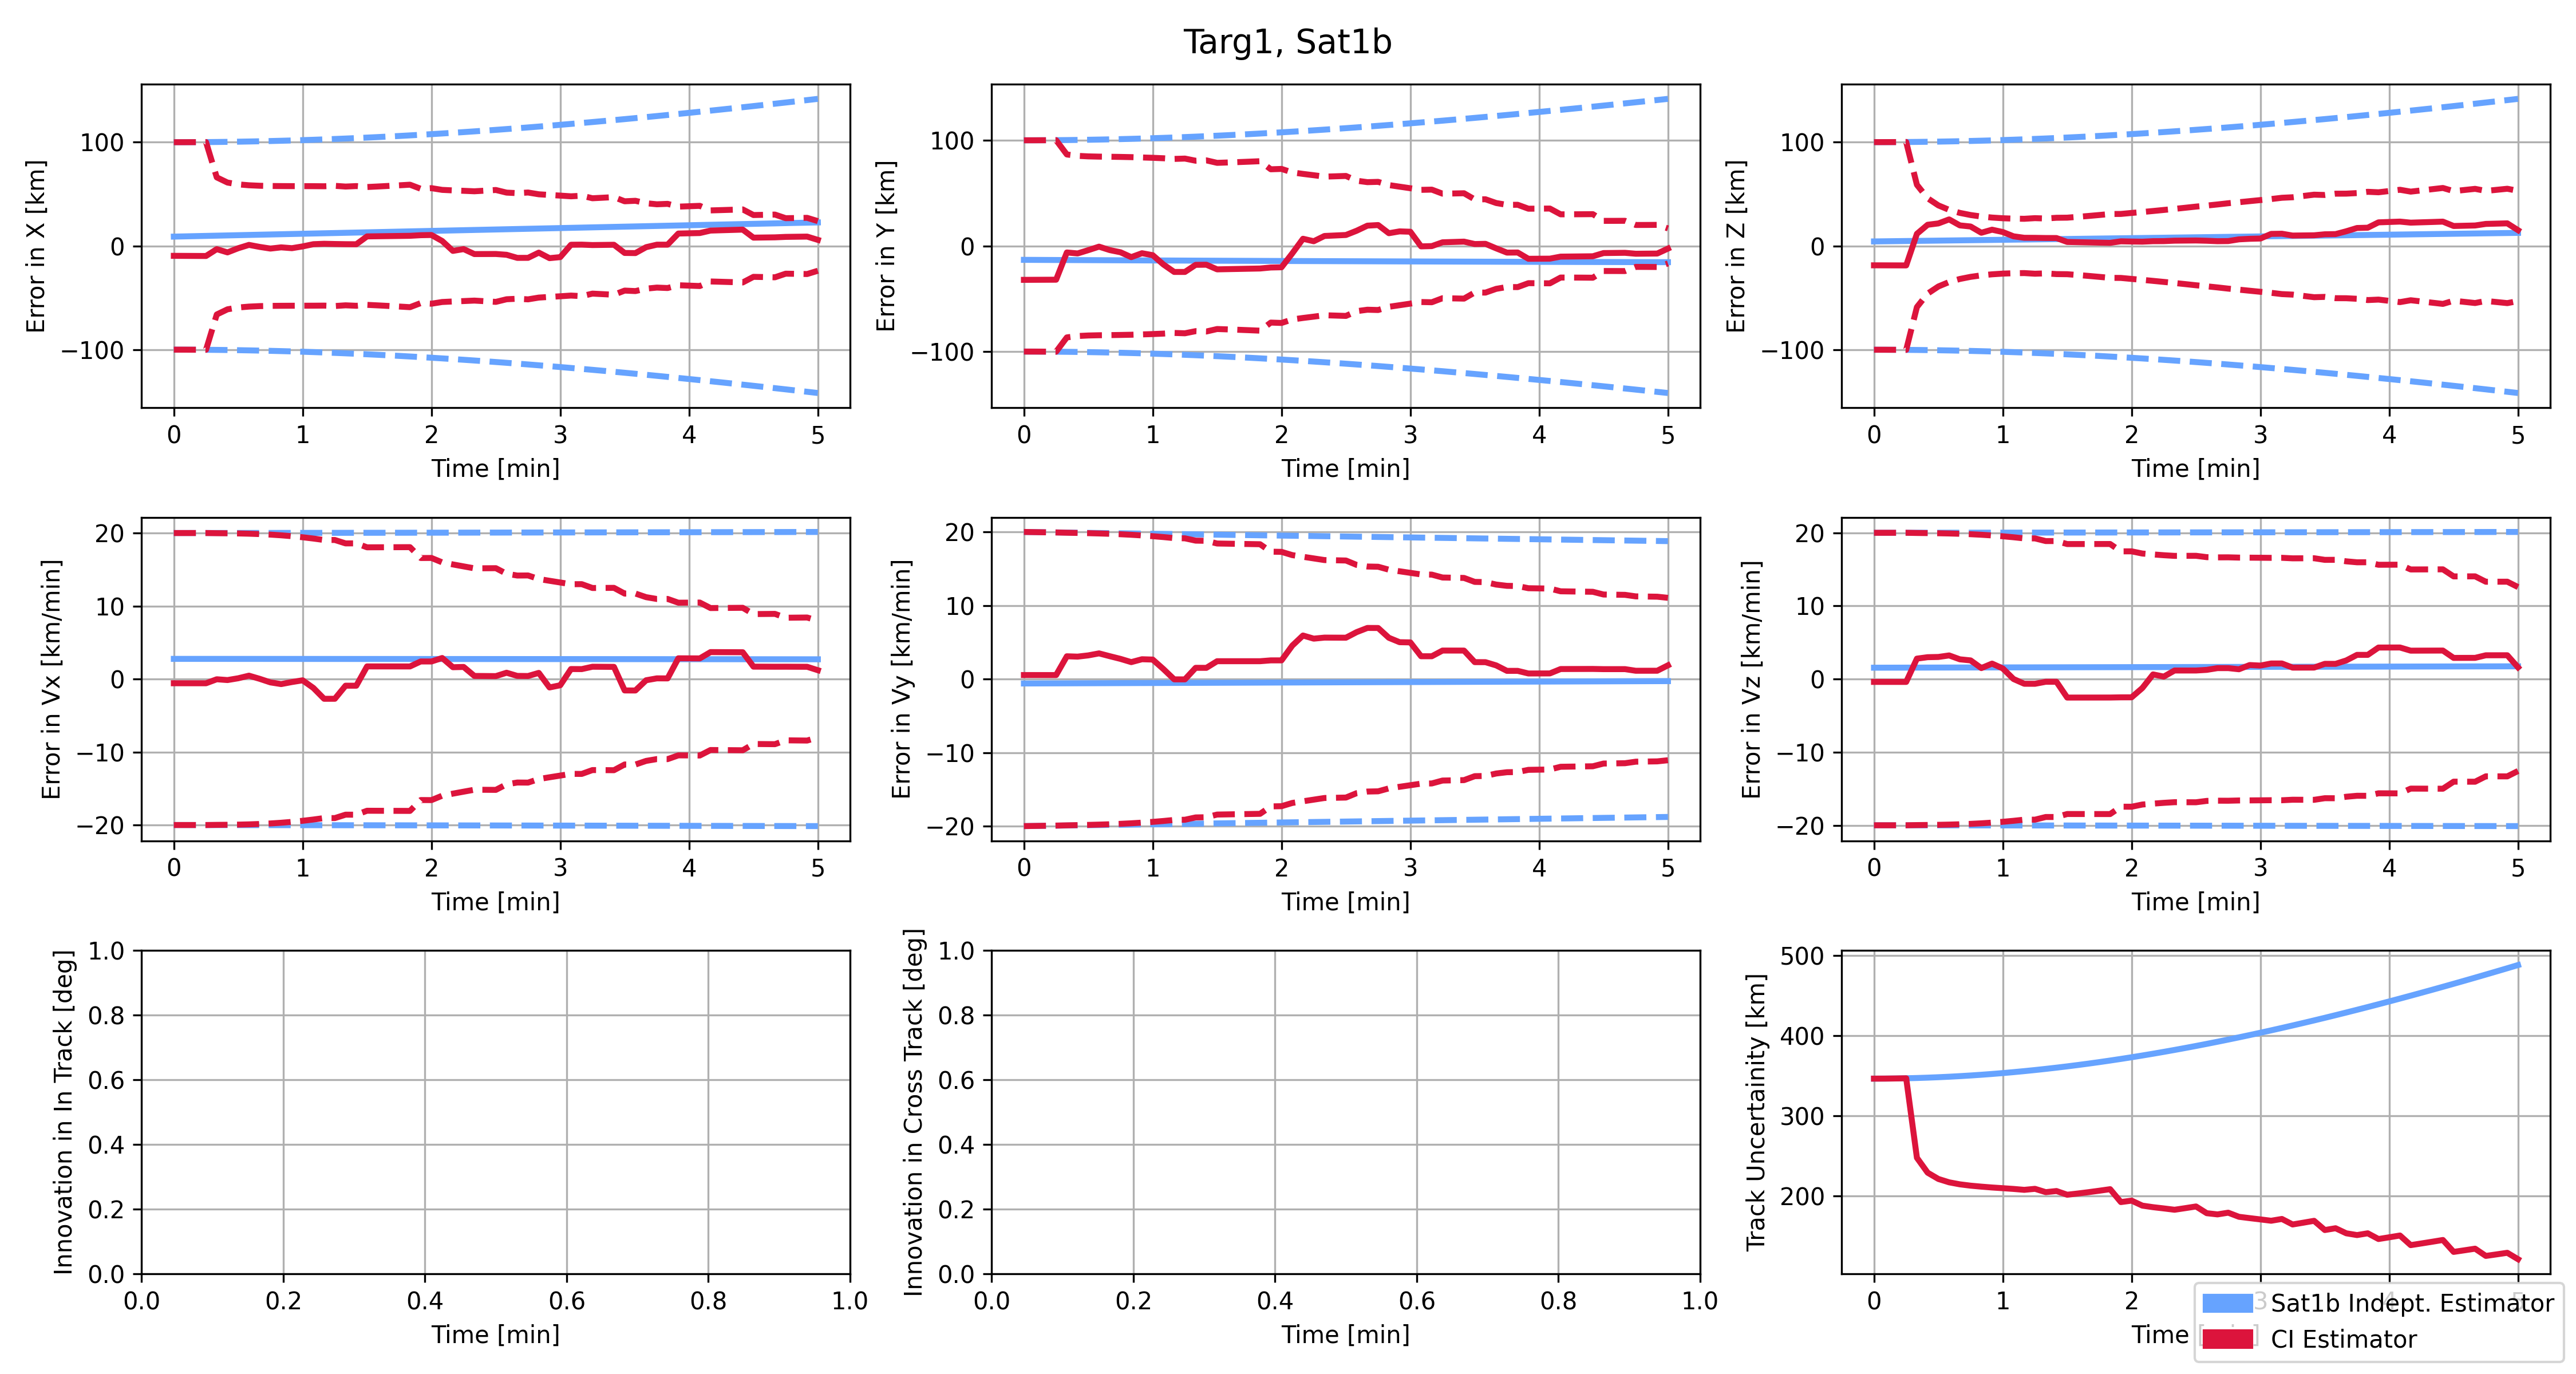 Targ1, Sat1b
Error in X [km]
100
0
−100
0 1 2 3 4 5
Time [min]
Error in Y [km]
100
0
−100
0 1 2 3 4 5
Time [min]
Error in Z [km]
100
0
−100
0 1 2 3 4 5
Time [min]
Error in Vx [km/min]
20
10
0
−10
−20
0 1 2 3 4 5
Time [min]
Error in Vy [km/min]
20
10
0
−10
−20
0 1 2 3 4 5
Time [min]
Error in Vz [km/min]
20
10
0
−10
−20
0 1 2 3 4 5
Time [min]
Innovation in In Track [deg]
1.0
0.8
0.6
0.4
0.2
0.0
0.0 0.2 0.4 0.6 0.8 1.0
Time [min]
Innovation in Cross Track [deg]
1.0
0.8
0.6
0.4
0.2
0.0
0.0 0.2 0.4 0.6 0.8 1.0
Time [min]
Track Uncertainity [km]
500
400
300
200
0 1 2 3 4 5
Time
Sat1b Indept. Estimator
CI Estimator